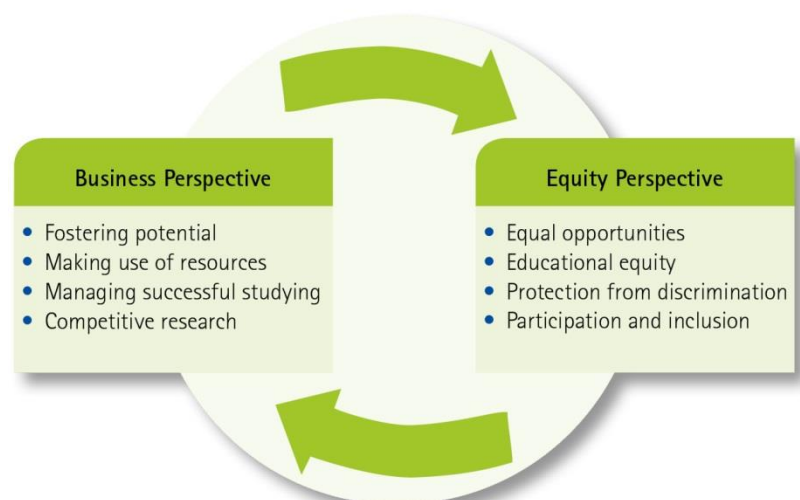 Business Perspective
Fostering potential
Making use of resources
Managing successful studying
Competitive research
Equity Perspective
Equal opportunities
Educational equity
Protection from discrimination
Participation and inclusion